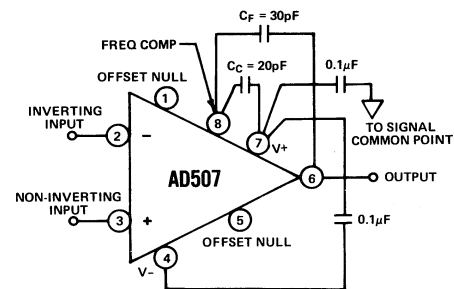 C_F = 30pF
FREQ COMP
C_C = 20pF
0.1μF
OFFSET NULL
1
8
INVERTING
INPUT
2
−
7
V+
TO SIGNAL
COMMON POINT
AD507
6
OUTPUT
NON-INVERTING
INPUT
3
+
5
0.1μF
OFFSET NULL
4
V−